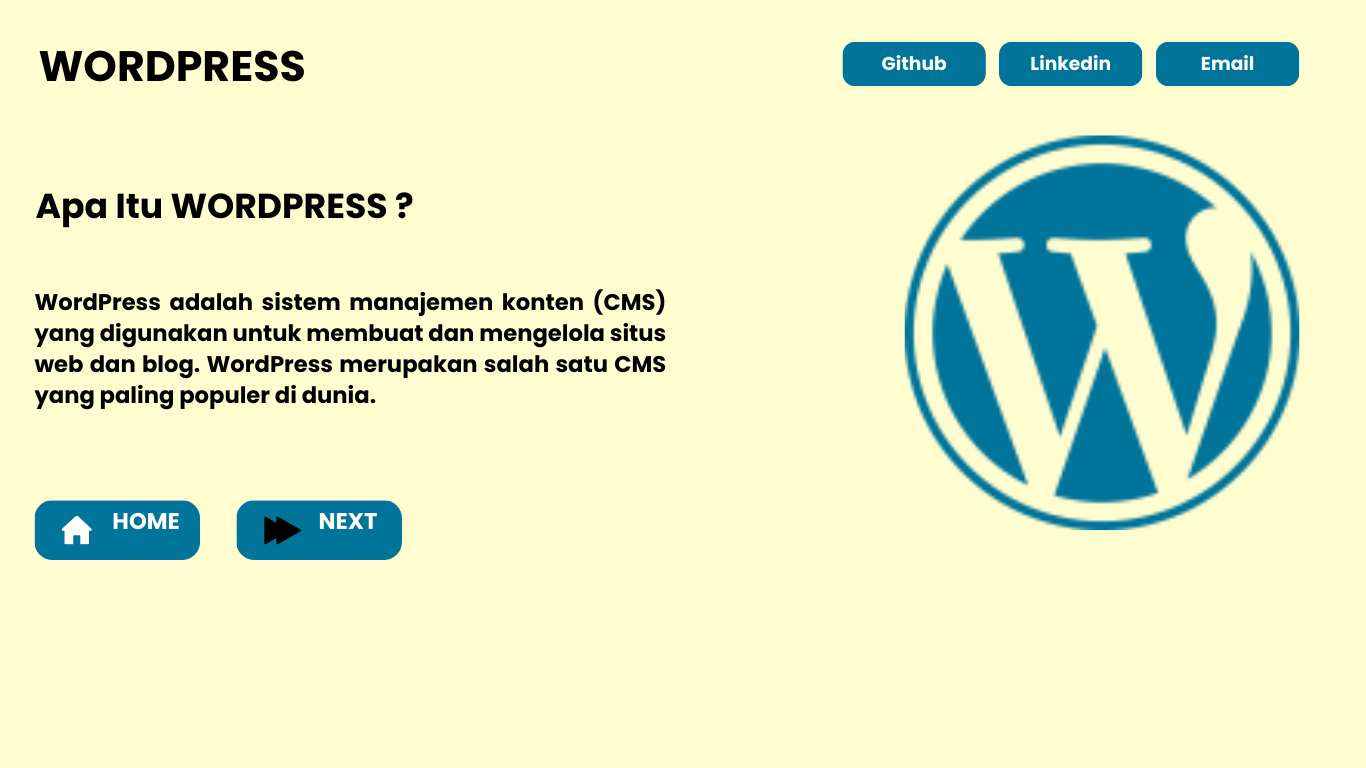 WORDPRESS
Github
Linkedin
Email
Apa Itu WORDPRESS ?
WordPress adalah sistem manajemen konten (CMS)
yang digunakan untuk membuat dan mengelola situs
web dan blog. WordPress merupakan salah satu CMS
yang paling populer di dunia.
HOME
NEXT